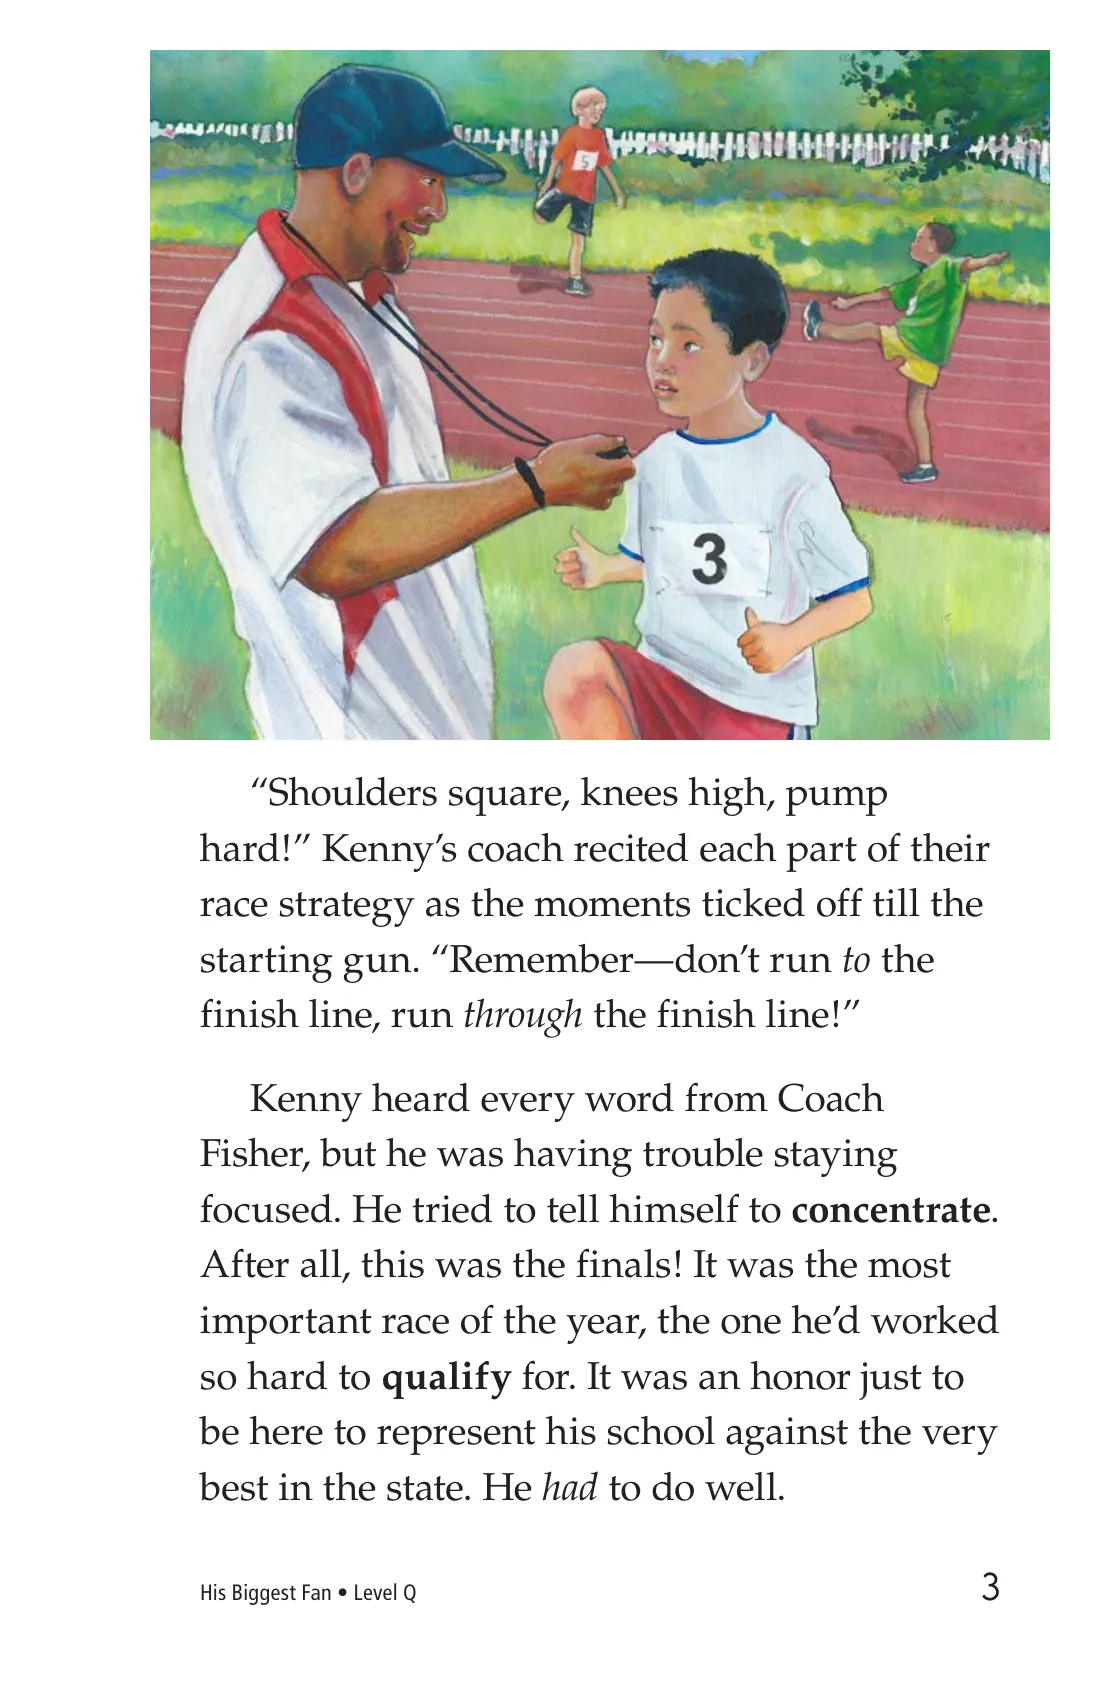 5
3
“Shoulders square, knees high, pump
hard!” Kenny’s coach recited each part of their
race strategy as the moments ticked off till the
starting gun. “Remember—don’t run to the
finish line, run through the finish line!”
Kenny heard every word from Coach
Fisher, but he was having trouble staying
focused. He tried to tell himself to concentrate.
After all, this was the finals! It was the most
important race of the year, the one he’d worked
so hard to qualify for. It was an honor just to
be here to represent his school against the very
best in the state. He had to do well.
His Biggest Fan • Level Q
3